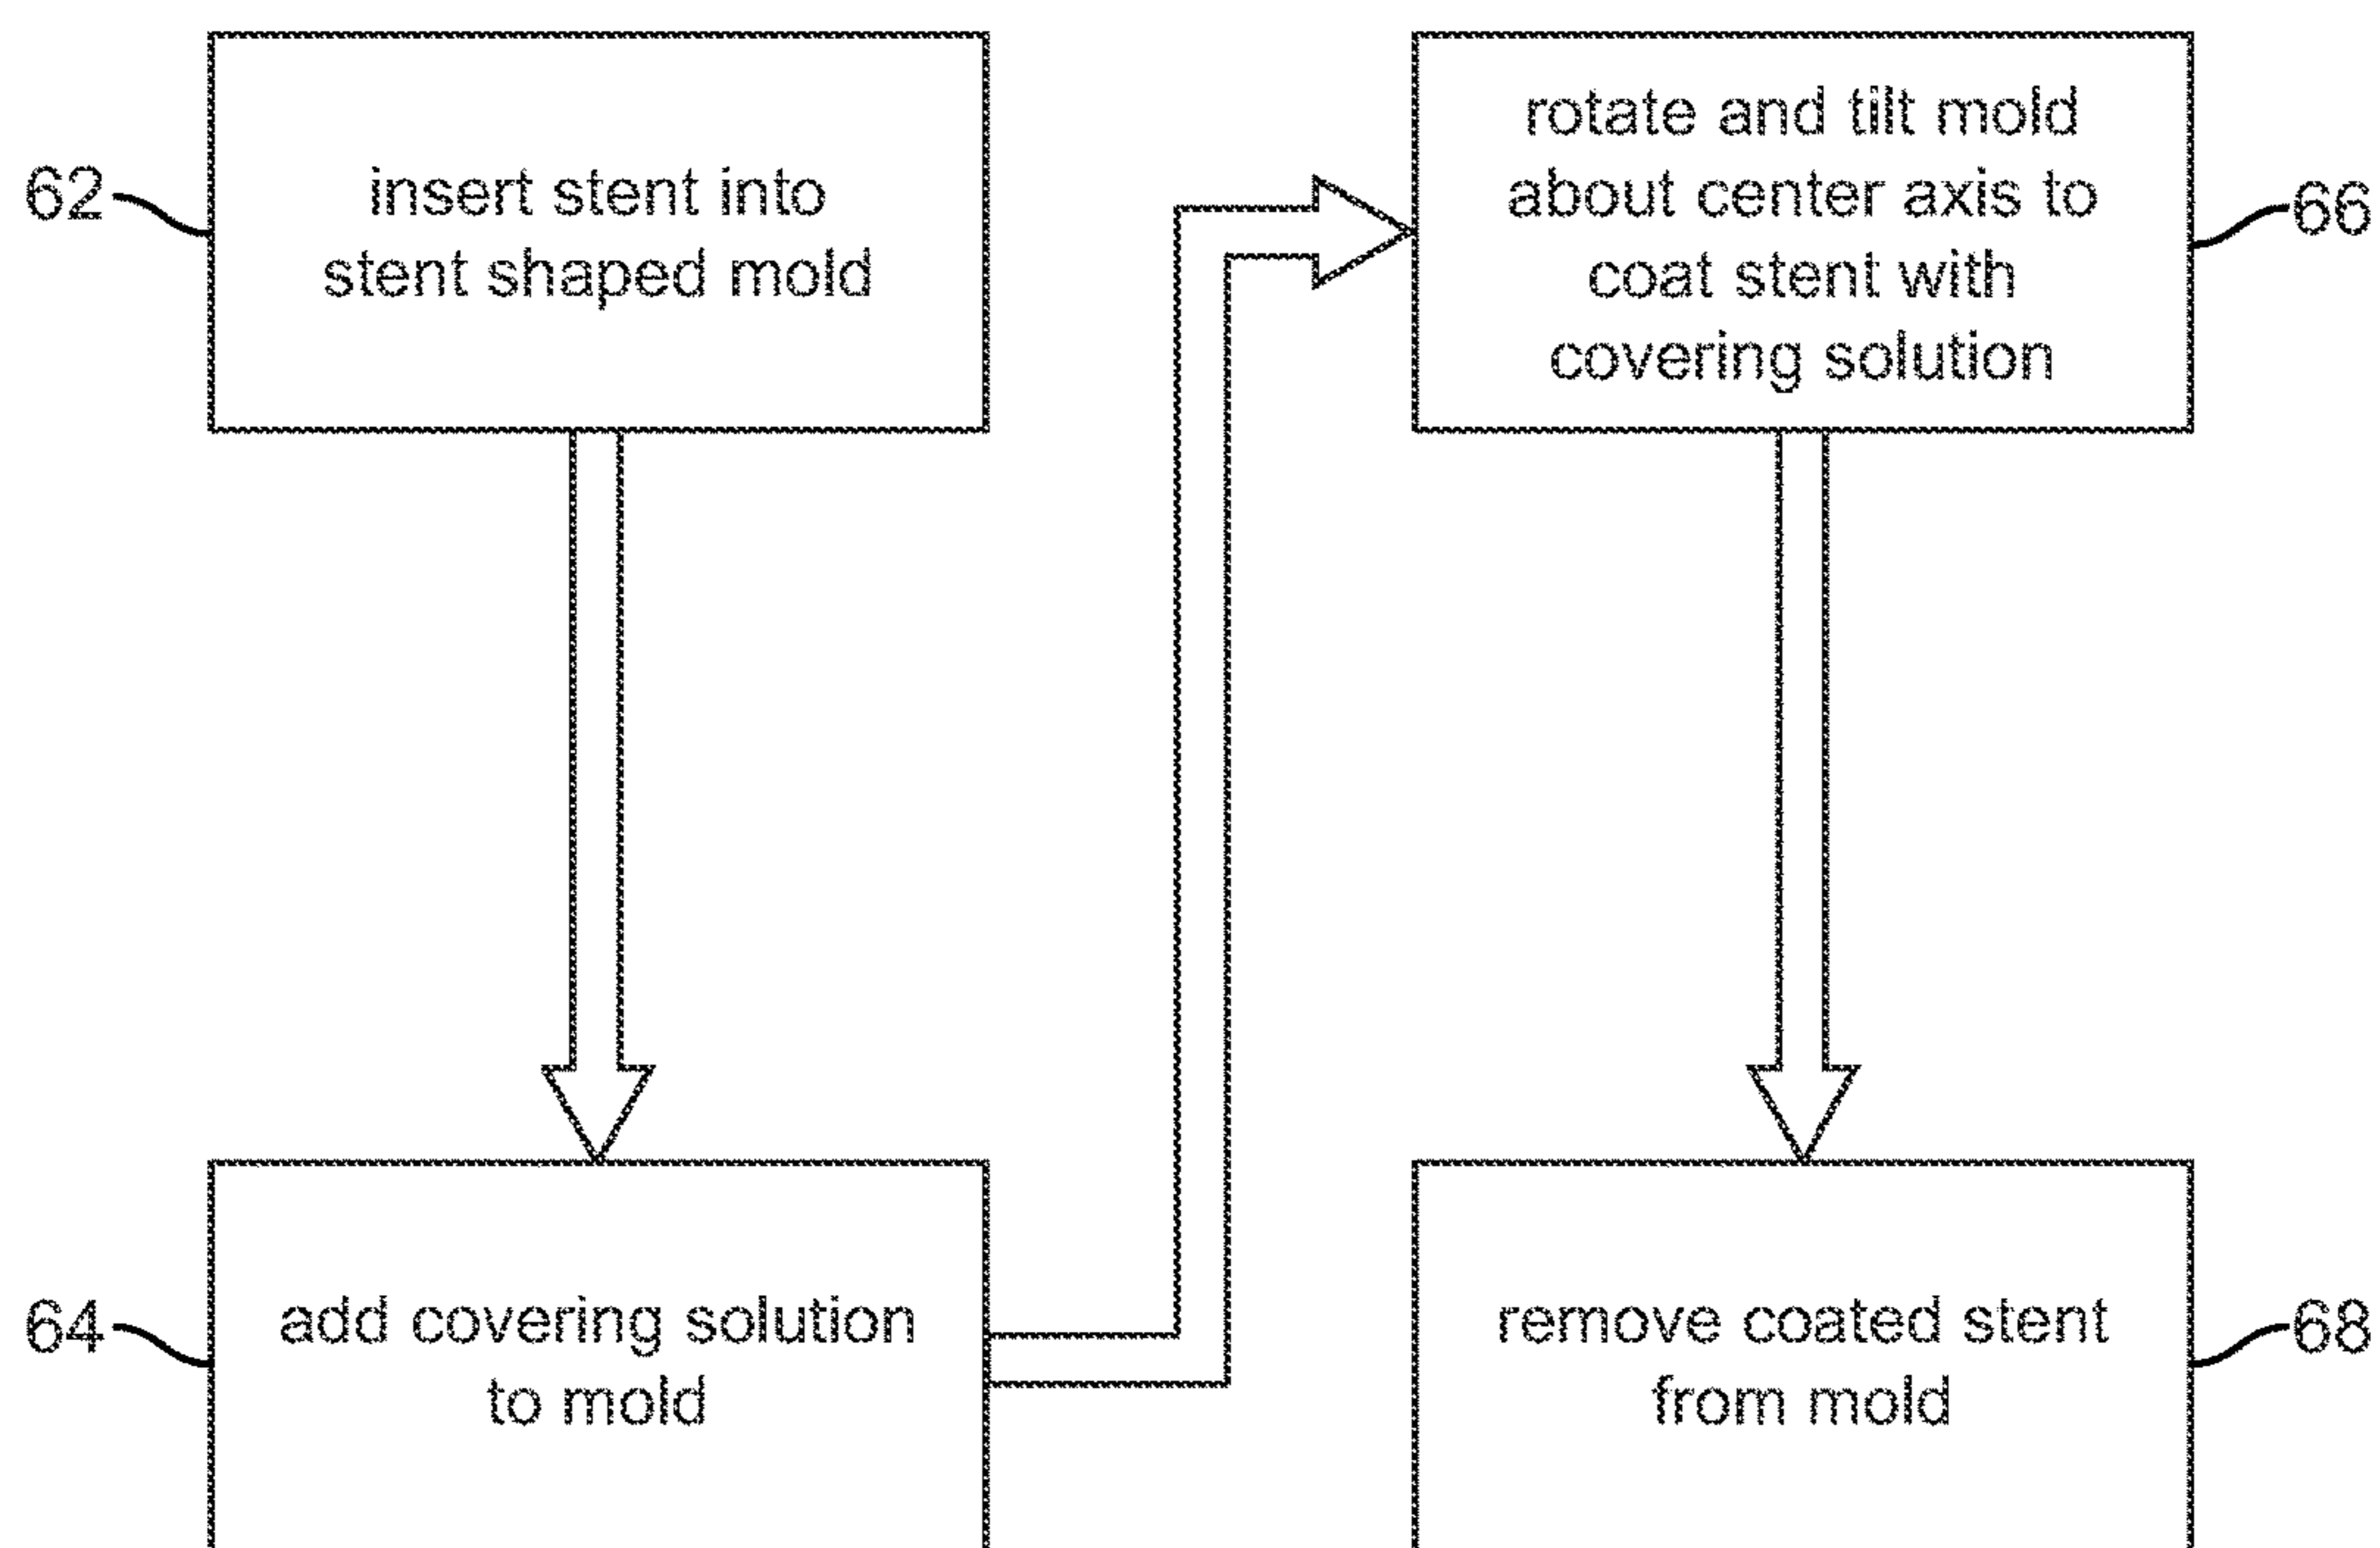 62
insert stent into
stent shaped mold
64
add covering solution
to mold
rotate and tilt mold
about center axis to
coat stent with
covering solution
66
remove coated stent
from mold
68